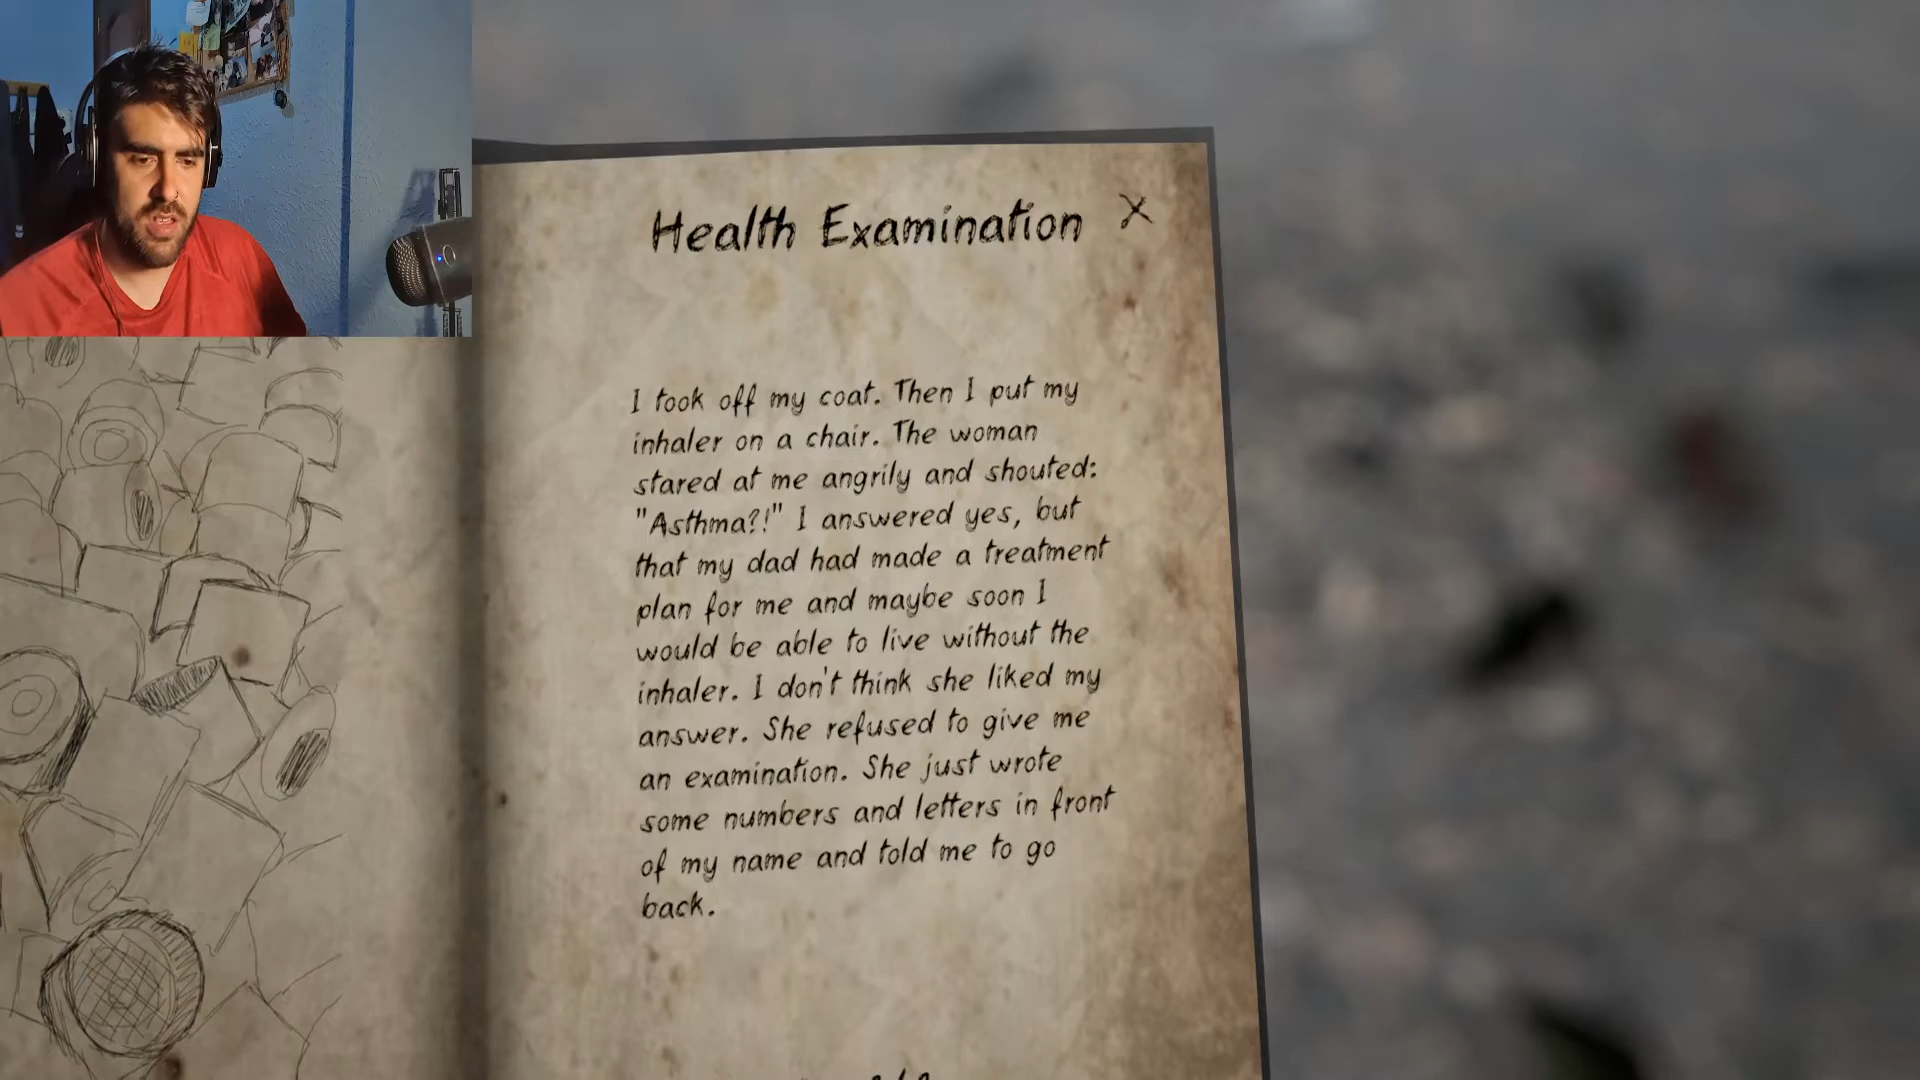 Health Examination X
I took off my coat. Then I put my
inhaler on a chair. The woman
stared at me angrily and shouted:
"Asthma?!" I answered yes, but
that my dad had made a treatment
plan for me and maybe soon I
would be able to live without the
inhaler. I don't think she liked my
answer. She refused to give me
an examination. She just wrote
some numbers and letters in front
of my name and told me to go
back.